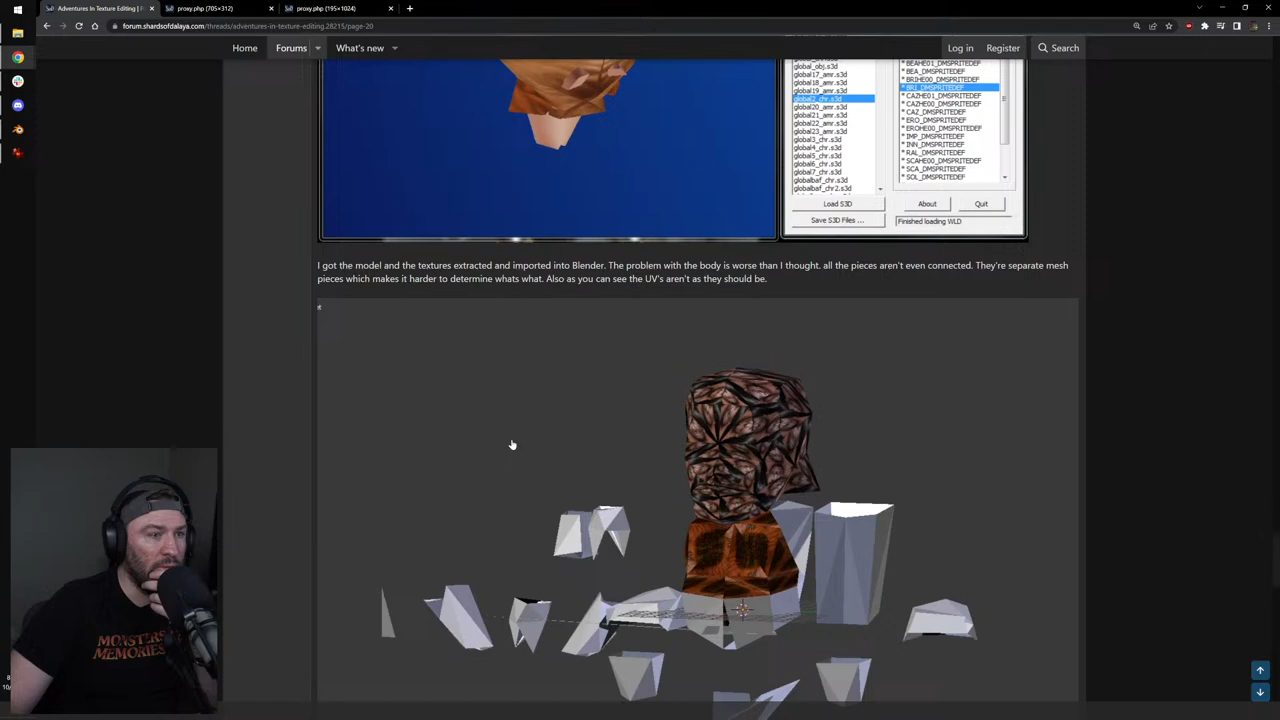 Adventures In Texture Editing |
proxy.php (705×312)
proxy.php (195×1024)
forum.shardsofdalaya.com/threads/adventures-in-texture-editing.28215/page-20
Home
Forums
What's new
Log in
Register
Search
global_obj.s3d
global17_amr.s3d
global18_amr.s3d
global19_amr.s3d
global2_chr.s3d
global20_amr.s3d
global21_amr.s3d
global22_amr.s3d
global23_amr.s3d
global3_chr.s3d
global4_chr.s3d
global5_chr.s3d
global6_chr.s3d
global7_chr.s3d
globalbaf_chr.s3d
globalbaf_chr2.s3d
* BEAHE01_DMSPRITEDEF
* BEA_DMSPRITEDEF
* BRIHE00_DMSPRITEDEF
* BRI_DMSPRITEDEF
* CAZHE01_DMSPRITEDEF
* CAZHE00_DMSPRITEDEF
* CAZ_DMSPRITEDEF
* ERO_DMSPRITEDEF
* EROHE00_DMSPRITEDEF
* IMP_DMSPRITEDEF
* INN_DMSPRITEDEF
* RAL_DMSPRITEDEF
* SCAHE00_DMSPRITEDEF
* SCA_DMSPRITEDEF
* SOL_DMSPRITEDEF
Load S3D
About
Quit
Save S3D Files ...
Finished loading WLD
I got the model and the textures extracted and imported into Blender. The problem with the body is worse than I thought. all the pieces aren't even connected. They're separate mesh
pieces which makes it harder to determine whats what. Also as you can see the UV's aren't as they should be.
MONSTERS
MEMORIES